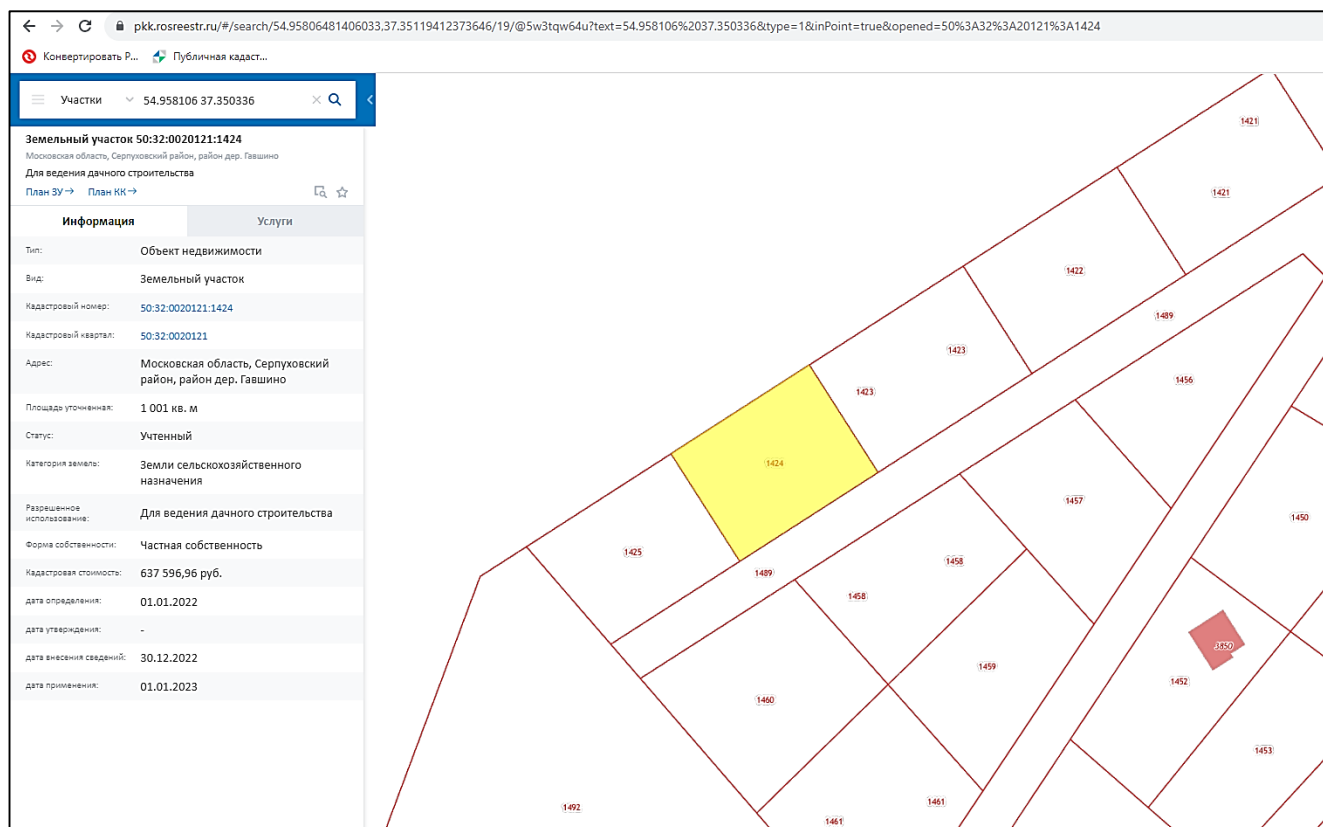 pkk.rosreestr.ru/#/search/54.95806481406033,37.35119412373646/19/@5w3tqw64u?text=54.958106%2037.350336&type=1&inPoint=true&opened=50%3A32%3A20121%3A1424
Конвертировать P...
Публичная кадаст...
Участки
54.958106 37.350336
Земельный участок 50:32:0020121:1424
Московская область, Серпуховский район, район дер. Гавшино
Для ведения дачного строительства
План ЗУ → План КК →
Информация
Услуги
Тип: Объект недвижимости
Вид: Земельный участок
Кадастровый номер: 50:32:0020121:1424
Кадастровый квартал: 50:32:0020121
Адрес: Московская область, Серпуховский
район, район дер. Гавшино
Площадь уточненная: 1 001 кв. м
Статус: Учтенный
Категория земель: Земли сельскохозяйственного
назначения
Разрешенное
использование: Для ведения дачного строительства
Форма собственности: Частная собственность
Кадастровая стоимость: 637 596,96 руб.
дата определения: 01.01.2022
дата утверждения: -
дата внесения сведений: 30.12.2022
дата применения: 01.01.2023
1421
1421
1422
1489
1423
1456
1423
1424
1457
1450
1425
1458
1489
1458
3850
1459
1452
1460
1453
1461
1492
1461